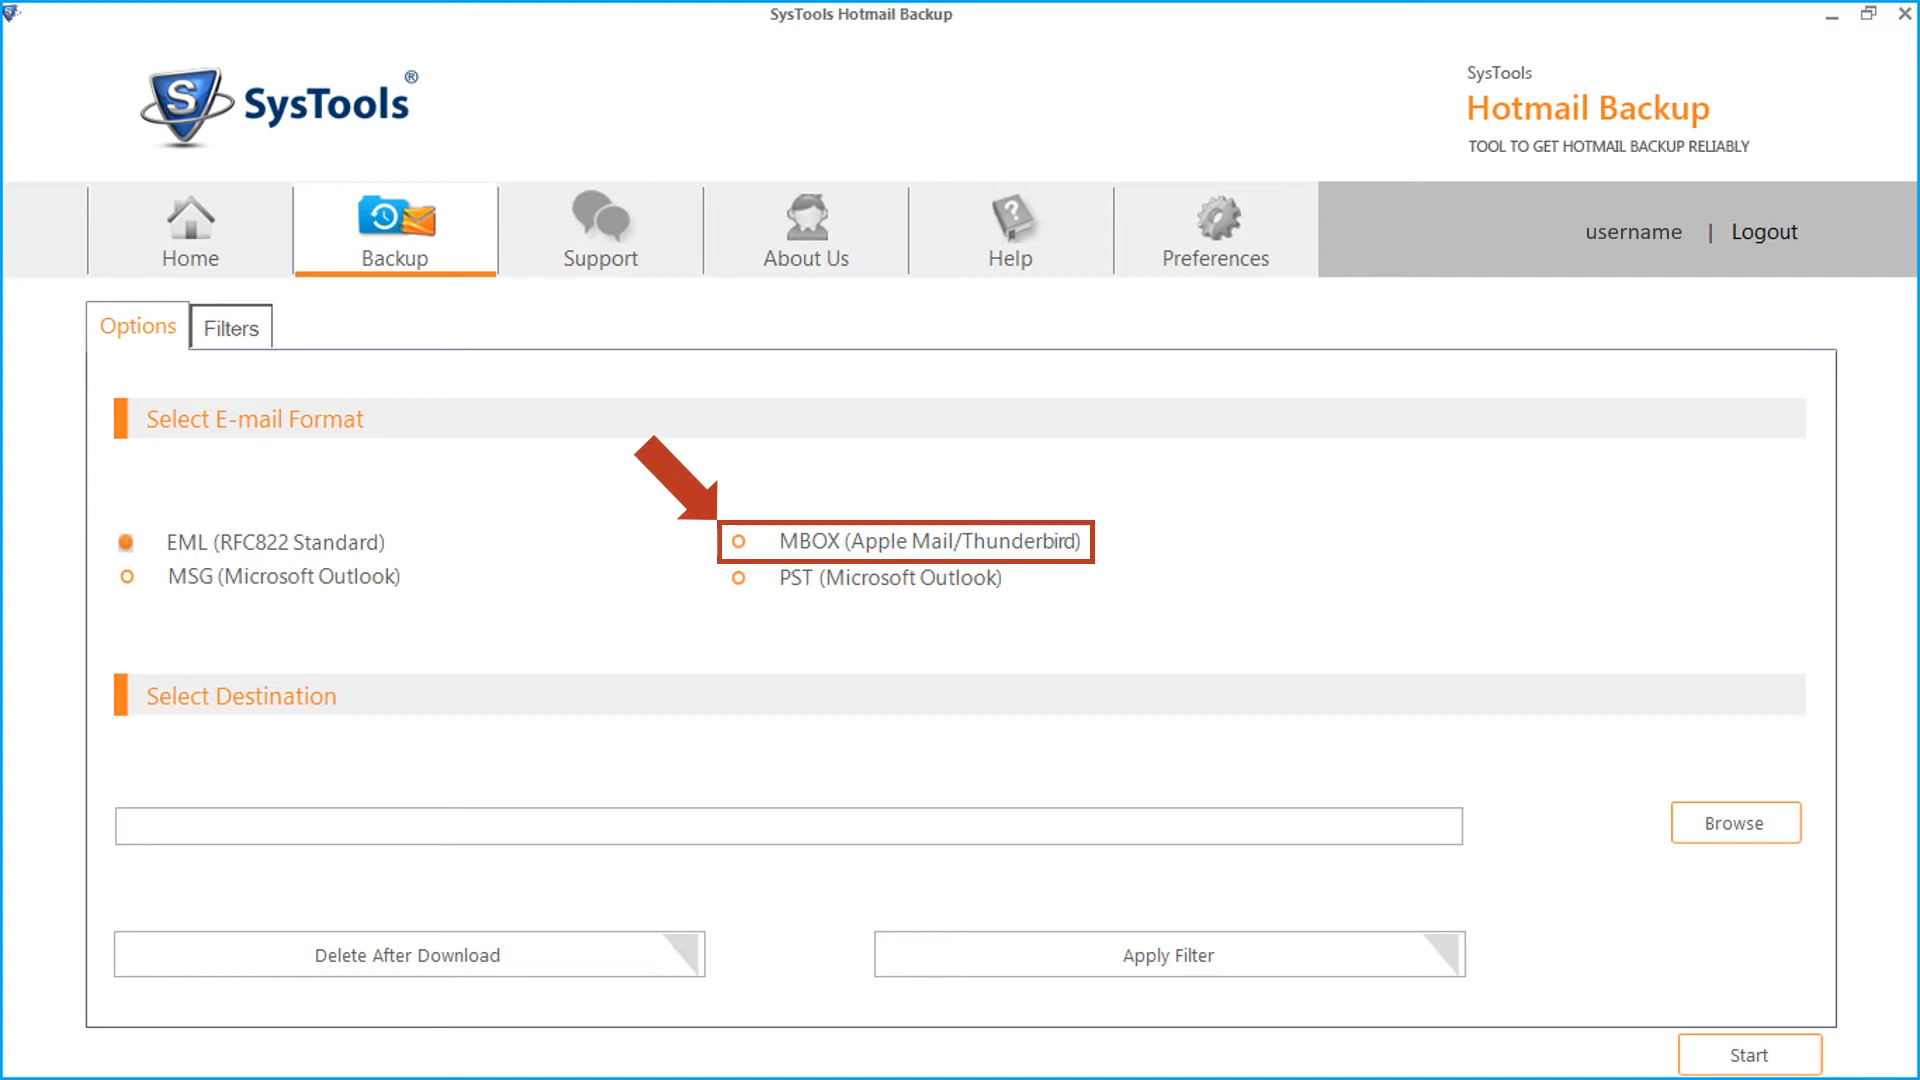 SysTools Hotmail Backup
SysTools®
SysTools
Hotmail Backup
TOOL TO GET HOTMAIL BACKUP RELIABLY
Home
Backup
Support
About Us
Help
Preferences
username | Logout
Options
Filters
Select E-mail Format
EML (RFC822 Standard)
MBOX (Apple Mail/Thunderbird)
MSG (Microsoft Outlook)
PST (Microsoft Outlook)
Select Destination
Browse
Delete After Download
Apply Filter
Start